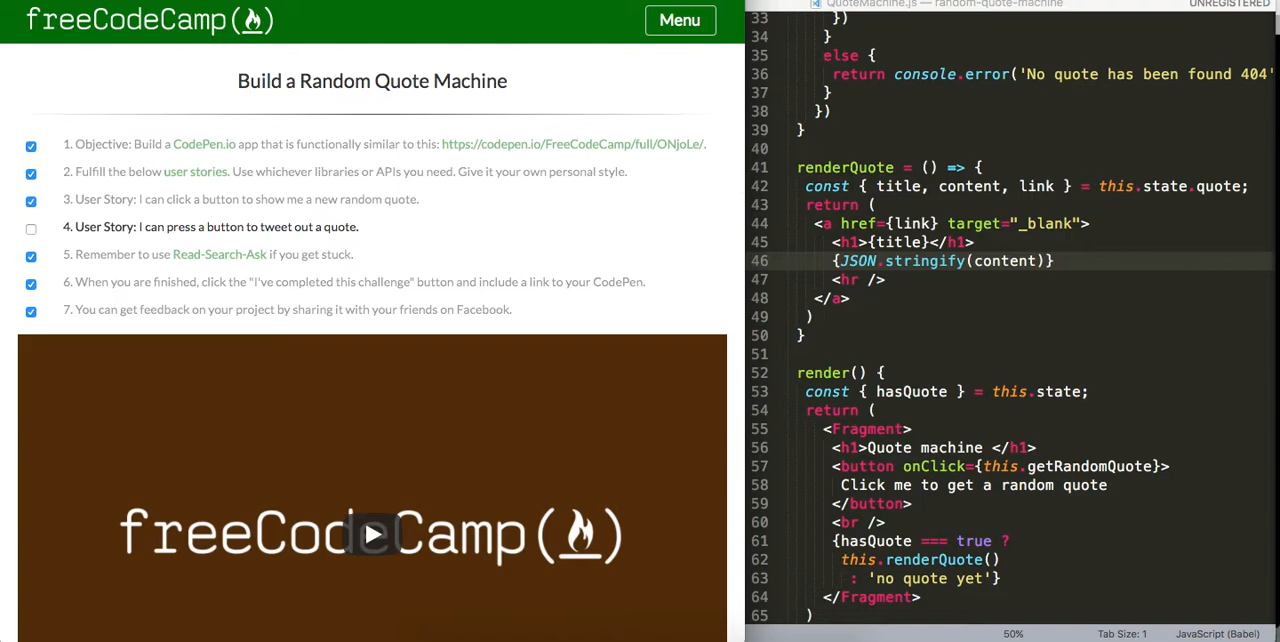 freeCodeCamp
Menu
Build a Random Quote Machine
1. Objective: Build a CodePen.io app that is functionally similar to this: https://codepen.io/FreeCodeCamp/full/ONjoLe/.
2. Fulfill the below user stories. Use whichever libraries or APIs you need. Give it your own personal style.
3. User Story: I can click a button to show me a new random quote.
4. User Story: I can press a button to tweet out a quote.
5. Remember to use Read-Search-Ask if you get stuck.
6. When you are finished, click the "I've completed this challenge" button and include a link to your CodePen.
7. You can get feedback on your project by sharing it with your friends on Facebook.
freeCodeCamp
QuoteMachine.js — random-quote-machine
UNREGISTERED
33 })
34 }
35 else {
36 return console.error('No quote has been found 404'
37 }
38 })
39 }
40
41 renderQuote = () => {
42 const { title, content, link } = this.state.quote;
43 return (
44 <a href={link} target="_blank">
45 <h1>{title}</h1>
46 {JSON.stringify(content)}
47 <hr />
48 </a>
49 )
50 }
51
52 render() {
53 const { hasQuote } = this.state;
54 return (
55 <Fragment>
56 <h1>Quote machine </h1>
57 <button onClick={this.getRandomQuote}>
58 Click me to get a random quote
59 </button>
60 <br />
61 {hasQuote === true ?
62 this.renderQuote()
63 : 'no quote yet'}
64 </Fragment>
65 )
50%
Tab Size: 1
JavaScript (Babel)